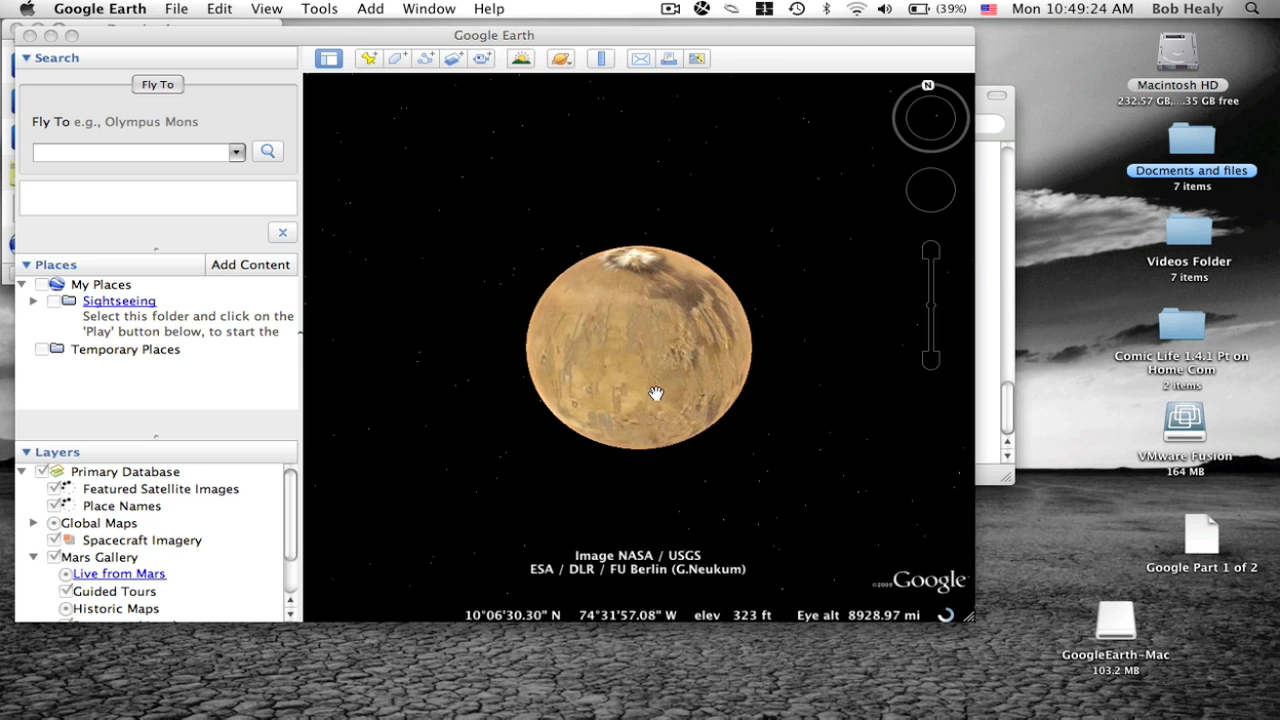 Google Earth File Edit View Tools Add Window Help (39%) Mon 10:49:24 AM Bob Healy
Google Earth
Search
Fly To
Fly To e.g., Olympus Mons
Places
Add Content
My Places
Sightseeing
Select this folder and click on the
'Play' button below, to start the
Temporary Places
Layers
Primary Database
Featured Satellite Images
Place Names
Global Maps
Spacecraft Imagery
Mars Gallery
Live from Mars
Guided Tours
Historic Maps
N
Image NASA / USGS
ESA / DLR / FU Berlin (G.Neukum)
Google
10°06'30.30" N 74°31'57.08" W elev 323 ft Eye alt 8928.97 mi
Macintosh HD
232.57 GB,...35 GB free
Docments and files
7 items
Videos Folder
7 items
Comic Life 1.4.1 Pt on
Home Com
2 items
VMware Fusion
164 MB
Google Part 1 of 2
GoogleEarth-Mac
103.2 MB